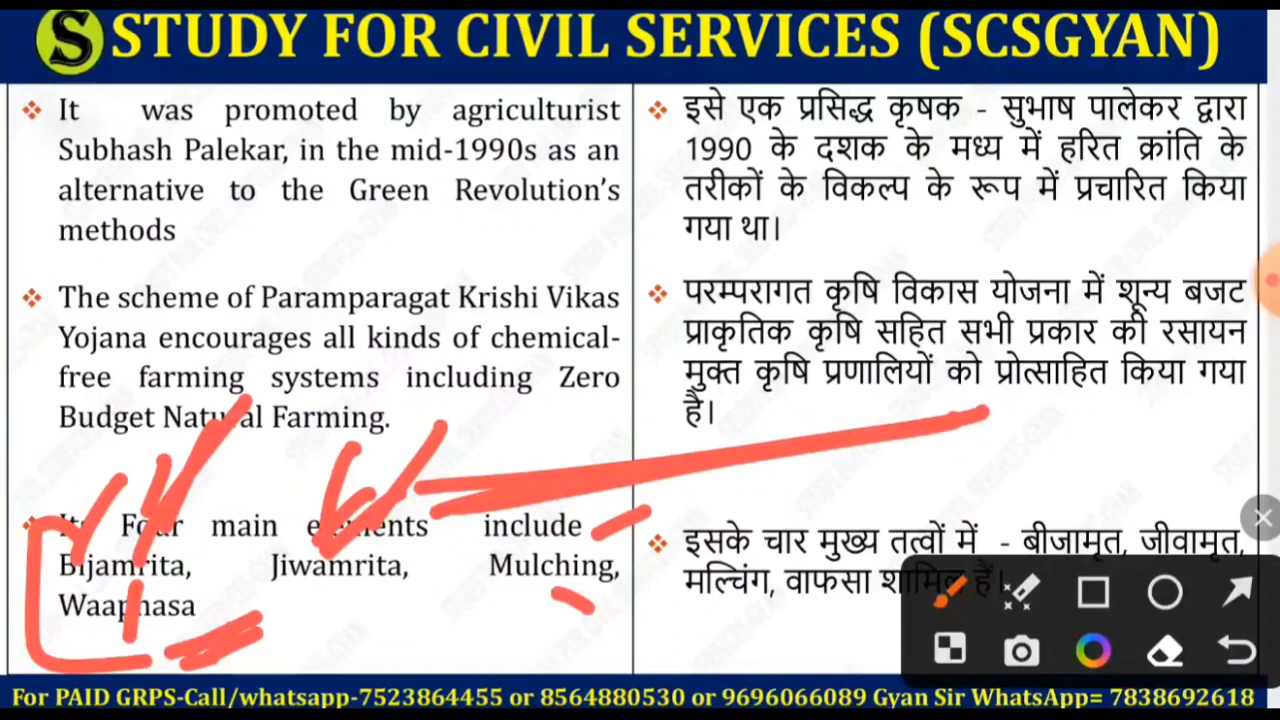 S STUDY FOR CIVIL SERVICES (SCSGYAN)
❖ It was promoted by agriculturist
Subhash Palekar, in the mid-1990s as an
alternative to the Green Revolution's
methods
❖ The scheme of Paramparagat Krishi Vikas
Yojana encourages all kinds of chemical-
free farming systems including Zero
Budget Natural Farming.
❖ Its Four main elements include
Bijamrita, Jiwamrita, Mulching,
Waaphasa
❖ इसे एक प्रसिद्ध कृषक - सुभाष पालेकर द्वारा
1990 के दशक के मध्य में हरित क्रांति के
तरीकों के विकल्प के रूप में प्रचारित किया
गया था।
❖ परम्परागत कृषि विकास योजना में शून्य बजट
प्राकृतिक कृषि सहित सभी प्रकार की रसायन
मुक्त कृषि प्रणालियों को प्रोत्साहित किया गया
है।
❖ इसके चार मुख्य तत्वों में - बीजामृत, जीवामृत,
मल्चिंग, वाफसा शामिल हैं।
For PAID GRPS-Call/whatsapp-7523864455 or 8564880530 or 9696066089 Gyan Sir WhatsApp= 7838692618